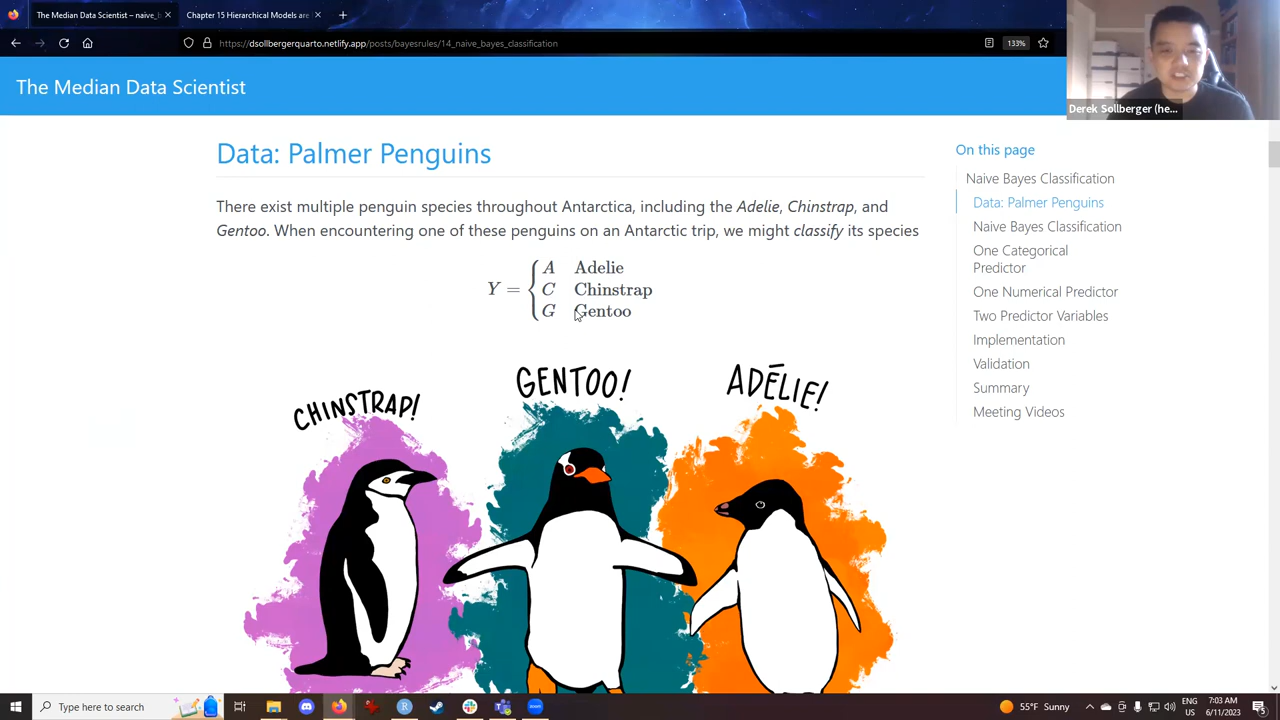 The Median Data Scientist – naive_b
Chapter 15 Hierarchical Models are
https://dsollbergerquarto.netlify.app/posts/bayesrules/14_naive_bayes_classification
133%
The Median Data Scientist
Derek Sollberger (he...
Data: Palmer Penguins
There exist multiple penguin species throughout Antarctica, including the Adelie, Chinstrap, and
Gentoo. When encountering one of these penguins on an Antarctic trip, we might classify its species
Y = { A Adelie
C Chinstrap
G Gentoo
CHINSTRAP!
GENTOO!
ADÉLIE!
On this page
Naive Bayes Classification
Data: Palmer Penguins
Naive Bayes Classification
One Categorical
Predictor
One Numerical Predictor
Two Predictor Variables
Implementation
Validation
Summary
Meeting Videos
Type here to search
55°F Sunny
ENG
US
7:03 AM
6/11/2023
5